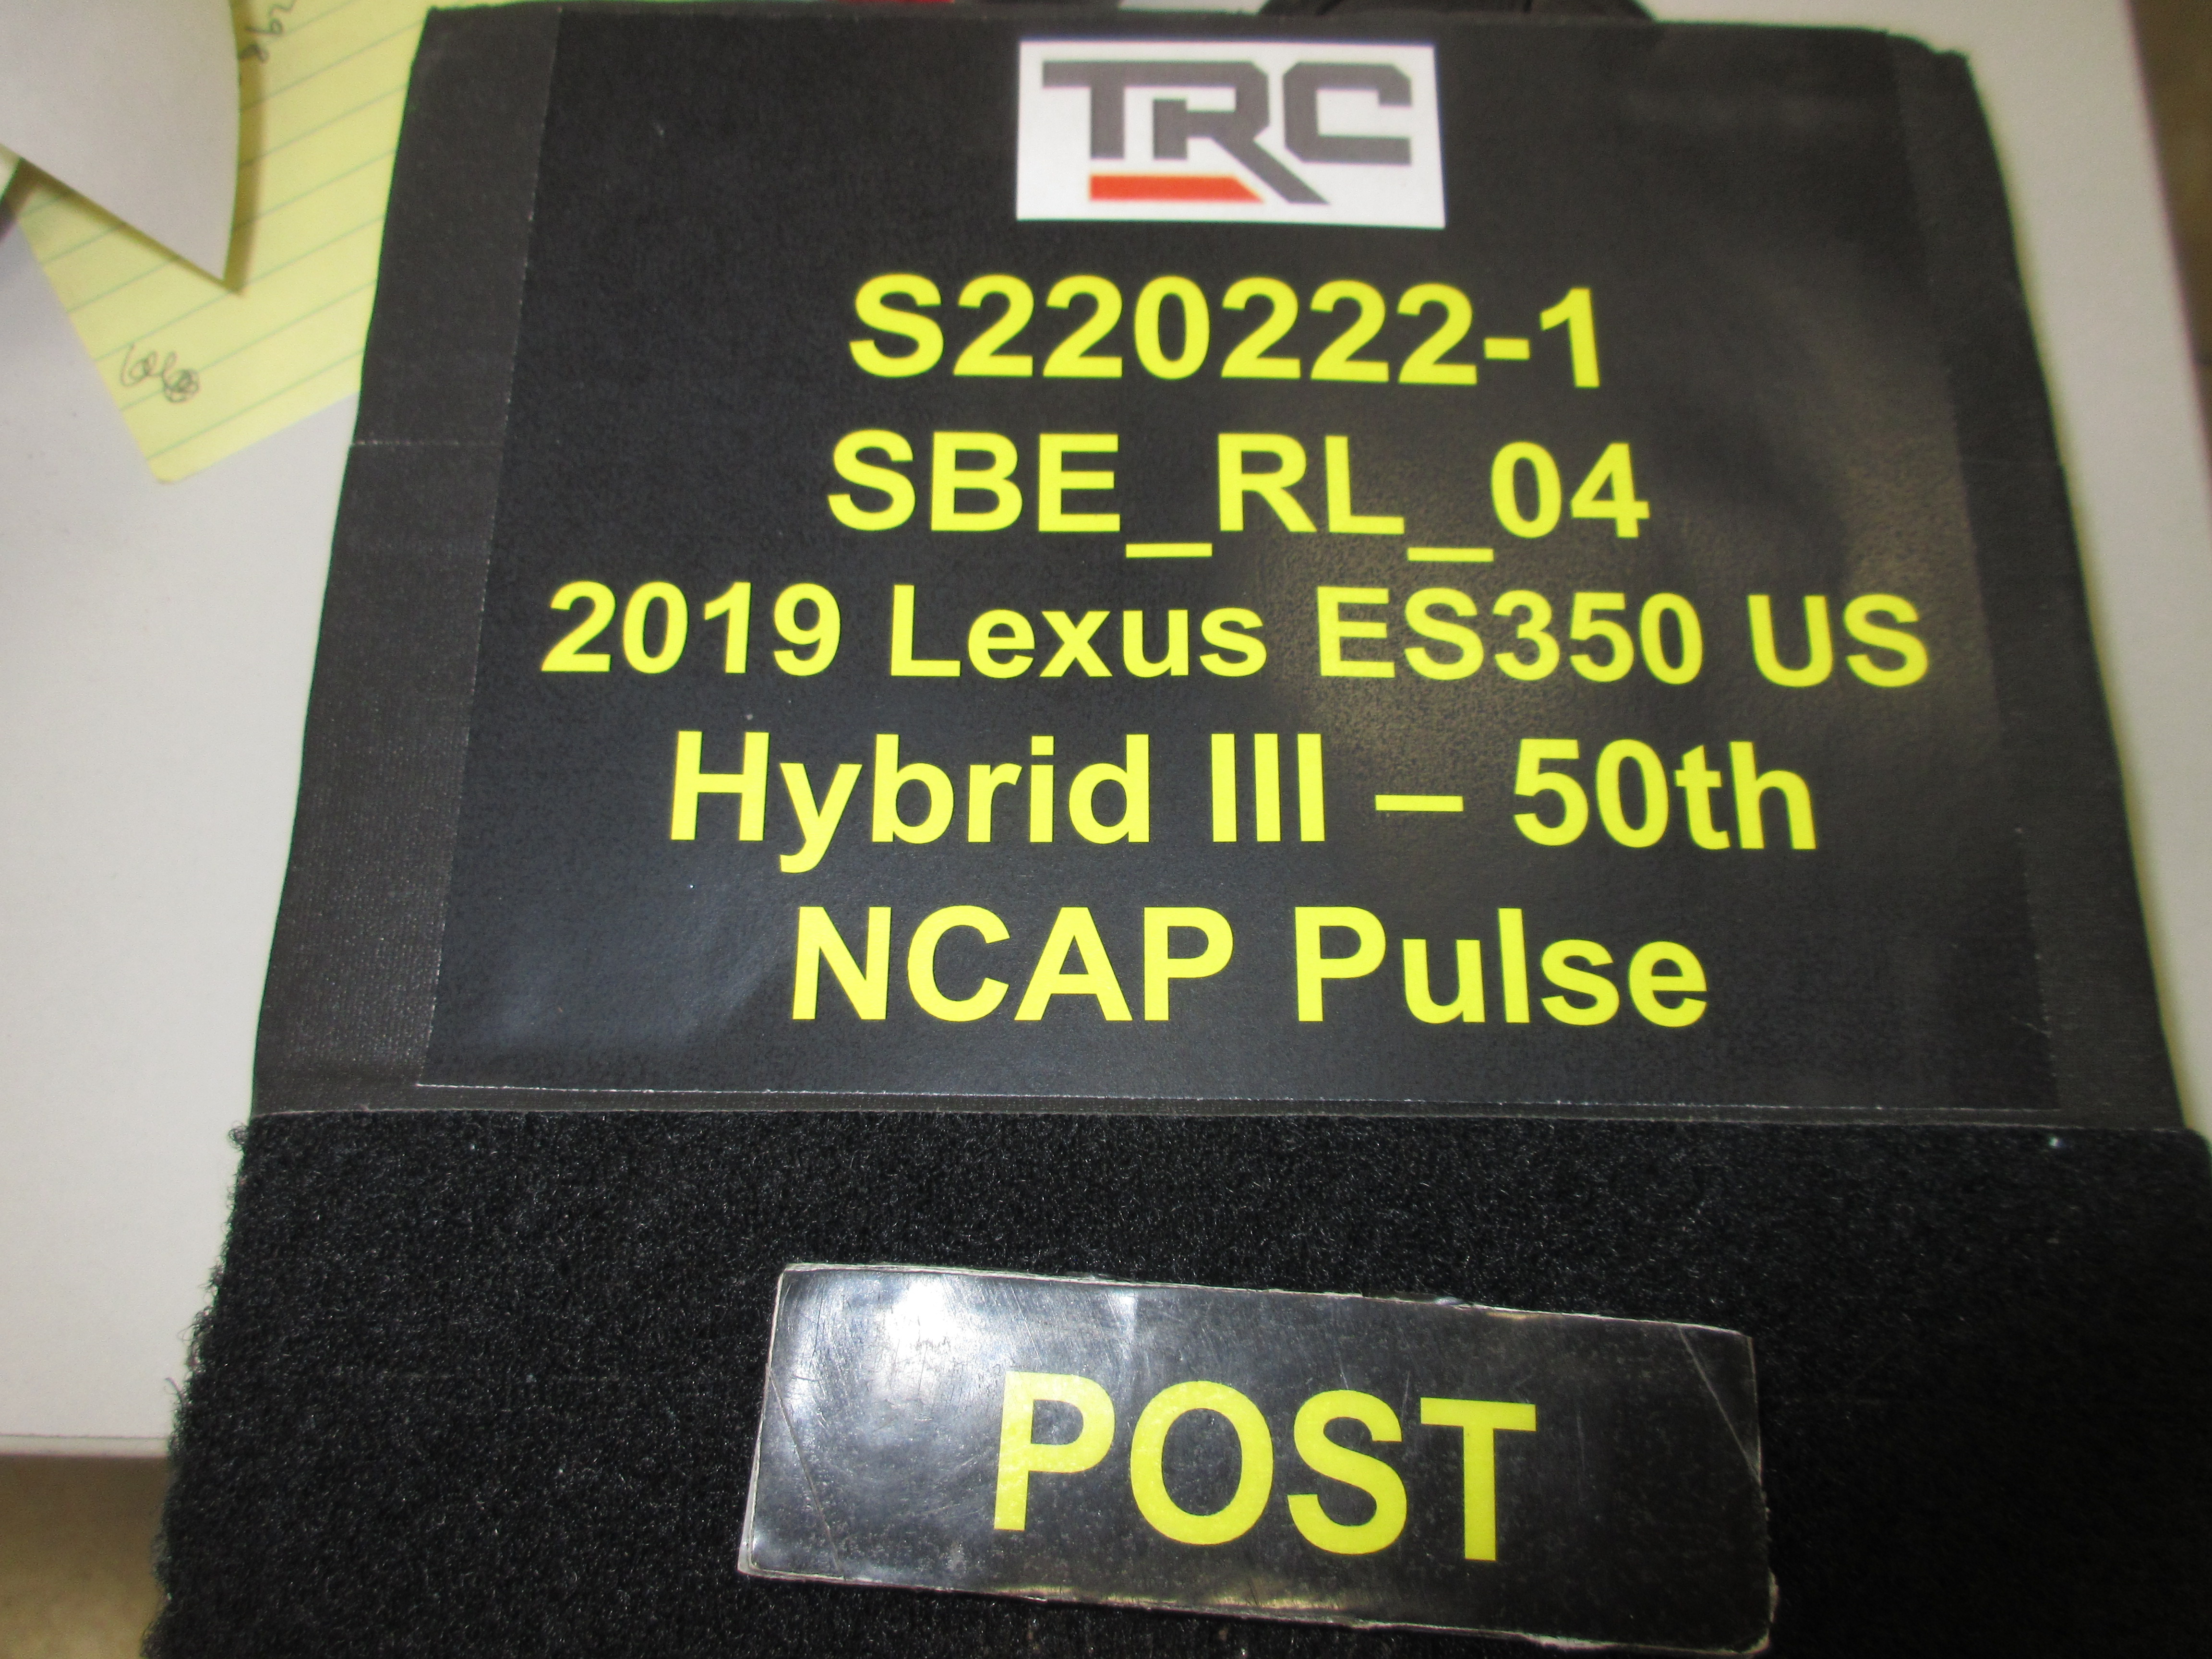 TRC
S220222-1
SBE_RL_04
2019 Lexus ES350 US
Hybrid III – 50th
NCAP Pulse
POST